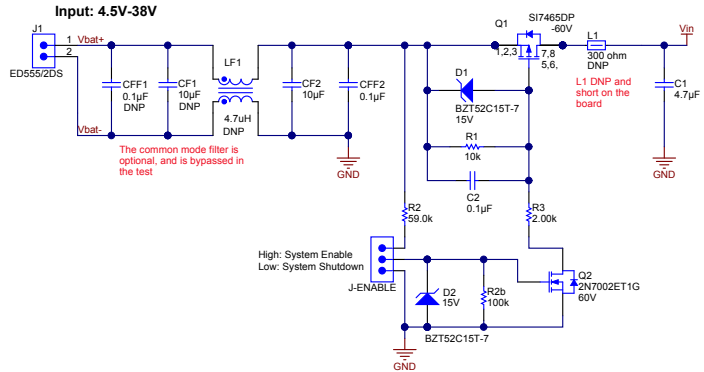 Input: 4.5V-38V
J1
1
2
Vbat+
Vbat-
ED555/2DS
CFF1
0.1µF
DNP
CF1
10µF
DNP
LF1
4.7uH
DNP
CF2
10µF
CFF2
0.1µF
GND
The common mode filter is
optional, and is bypassed in
the test
Q1
SI7465DP
-60V
1,2,3
7,8
5,6,
D1
BZT52C15T-7
15V
R1
10k
C2
0.1µF
L1
300 ohm
DNP
L1 DNP and
short on the
board
Vin
C1
4.7µF
GND
R2
59.0k
R3
2.00k
High: System Enable
Low: System Shutdown
J-ENABLE
D2
15V
BZT52C15T-7
R2b
100k
Q2
2N7002ET1G
60V
GND